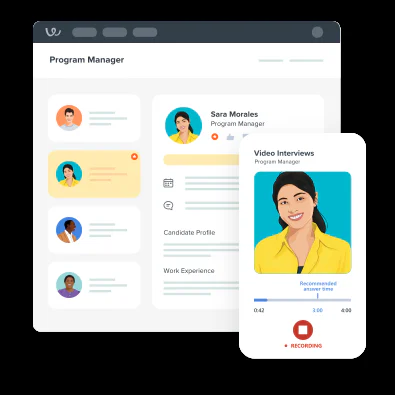 Program Manager
Sara Morales
Program Manager
Candidate Profile
Work Experience
Video Interviews
Program Manager
Recommended
answer time
0:42
3:00
4:00
RECORDING